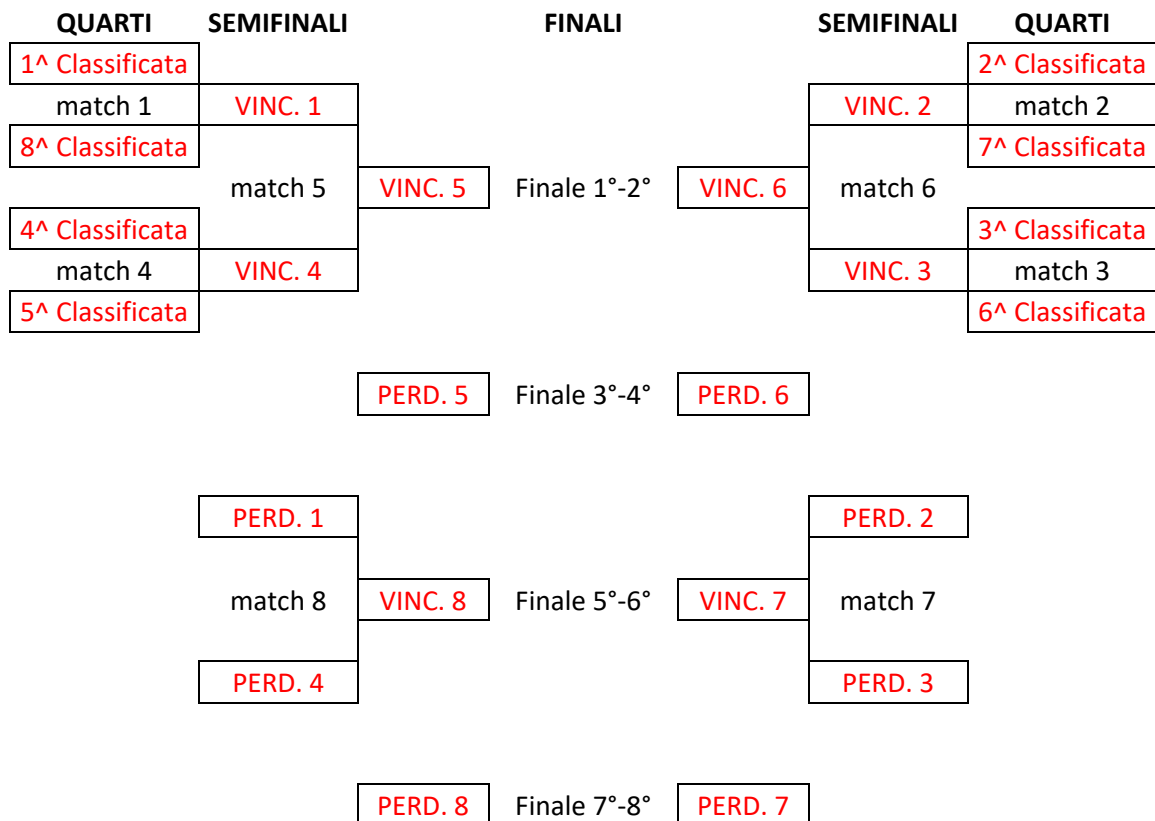 QUARTI SEMIFINALI FINALI SEMIFINALI QUARTI
1^ Classificata 2^ Classificata
match 1 VINC. 1 VINC. 2 match 2
8^ Classificata 7^ Classificata
match 5 VINC. 5 Finale 1°-2° VINC. 6 match 6
4^ Classificata 3^ Classificata
match 4 VINC. 4 VINC. 3 match 3
5^ Classificata 6^ Classificata
PERD. 5 Finale 3°-4° PERD. 6
PERD. 1 PERD. 2
match 8 VINC. 8 Finale 5°-6° VINC. 7 match 7
PERD. 4 PERD. 3
PERD. 8 Finale 7°-8° PERD. 7